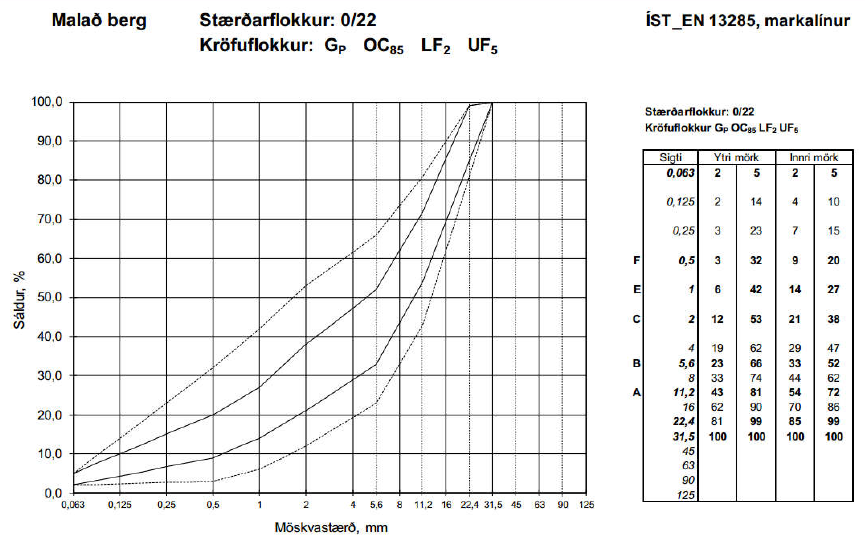 Malað berg
Stærðarflokkur: 0/22
ÍST_EN 13285, markalínur
Kröfuflokkur: GP OC85 LF2 UF5
100,0
90,0
80,0
70,0
60,0
50,0
40,0
30,0
20,0
10,0
0,0
Sáldur, %
0,063 0,125 0,25 0,5 1 2 4 5,6 8 11,2 16 22,4 31,5 45 63 90 125
Möskvastærð, mm
Stærðarflokkur: 0/22
Kröfuflokkur GP OC85 LF2 UF5
Sigti Ytri mörk Innri mörk
0,063 2 5 2 5
0,125 2 14 4 10
0,25 3 23 7 15
F 0,5 3 32 9 20
E 1 6 42 14 27
C 2 12 53 21 38
4 19 62 29 47
B 5,6 23 66 33 52
8 33 74 44 62
A 11,2 43 81 54 72
16 62 90 70 86
22,4 81 99 85 99
31,5 100 100 100 100
45
63
90
125